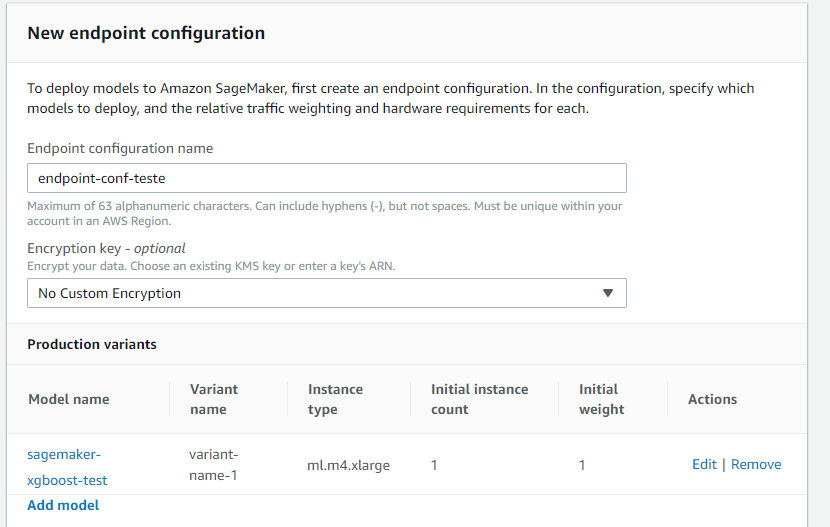 New endpoint configuration
To deploy models to Amazon SageMaker, first create an endpoint configuration. In the configuration, specify which
models to deploy, and the relative traffic weighting and hardware requirements for each.
Endpoint configuration name
endpoint-conf-teste
Maximum of 63 alphanumeric characters. Can include hyphens (-), but not spaces. Must be unique within your
account in an AWS Region.
Encryption key - optional
Encrypt your data. Choose an existing KMS key or enter a key's ARN.
No Custom Encryption
Production variants
Model name
Variant
name
Instance
type
Initial instance
count
Initial
weight
Actions
sagemaker-
xgboost-test
variant-
name-1
ml.m4.xlarge
1
1
Edit | Remove
Add model